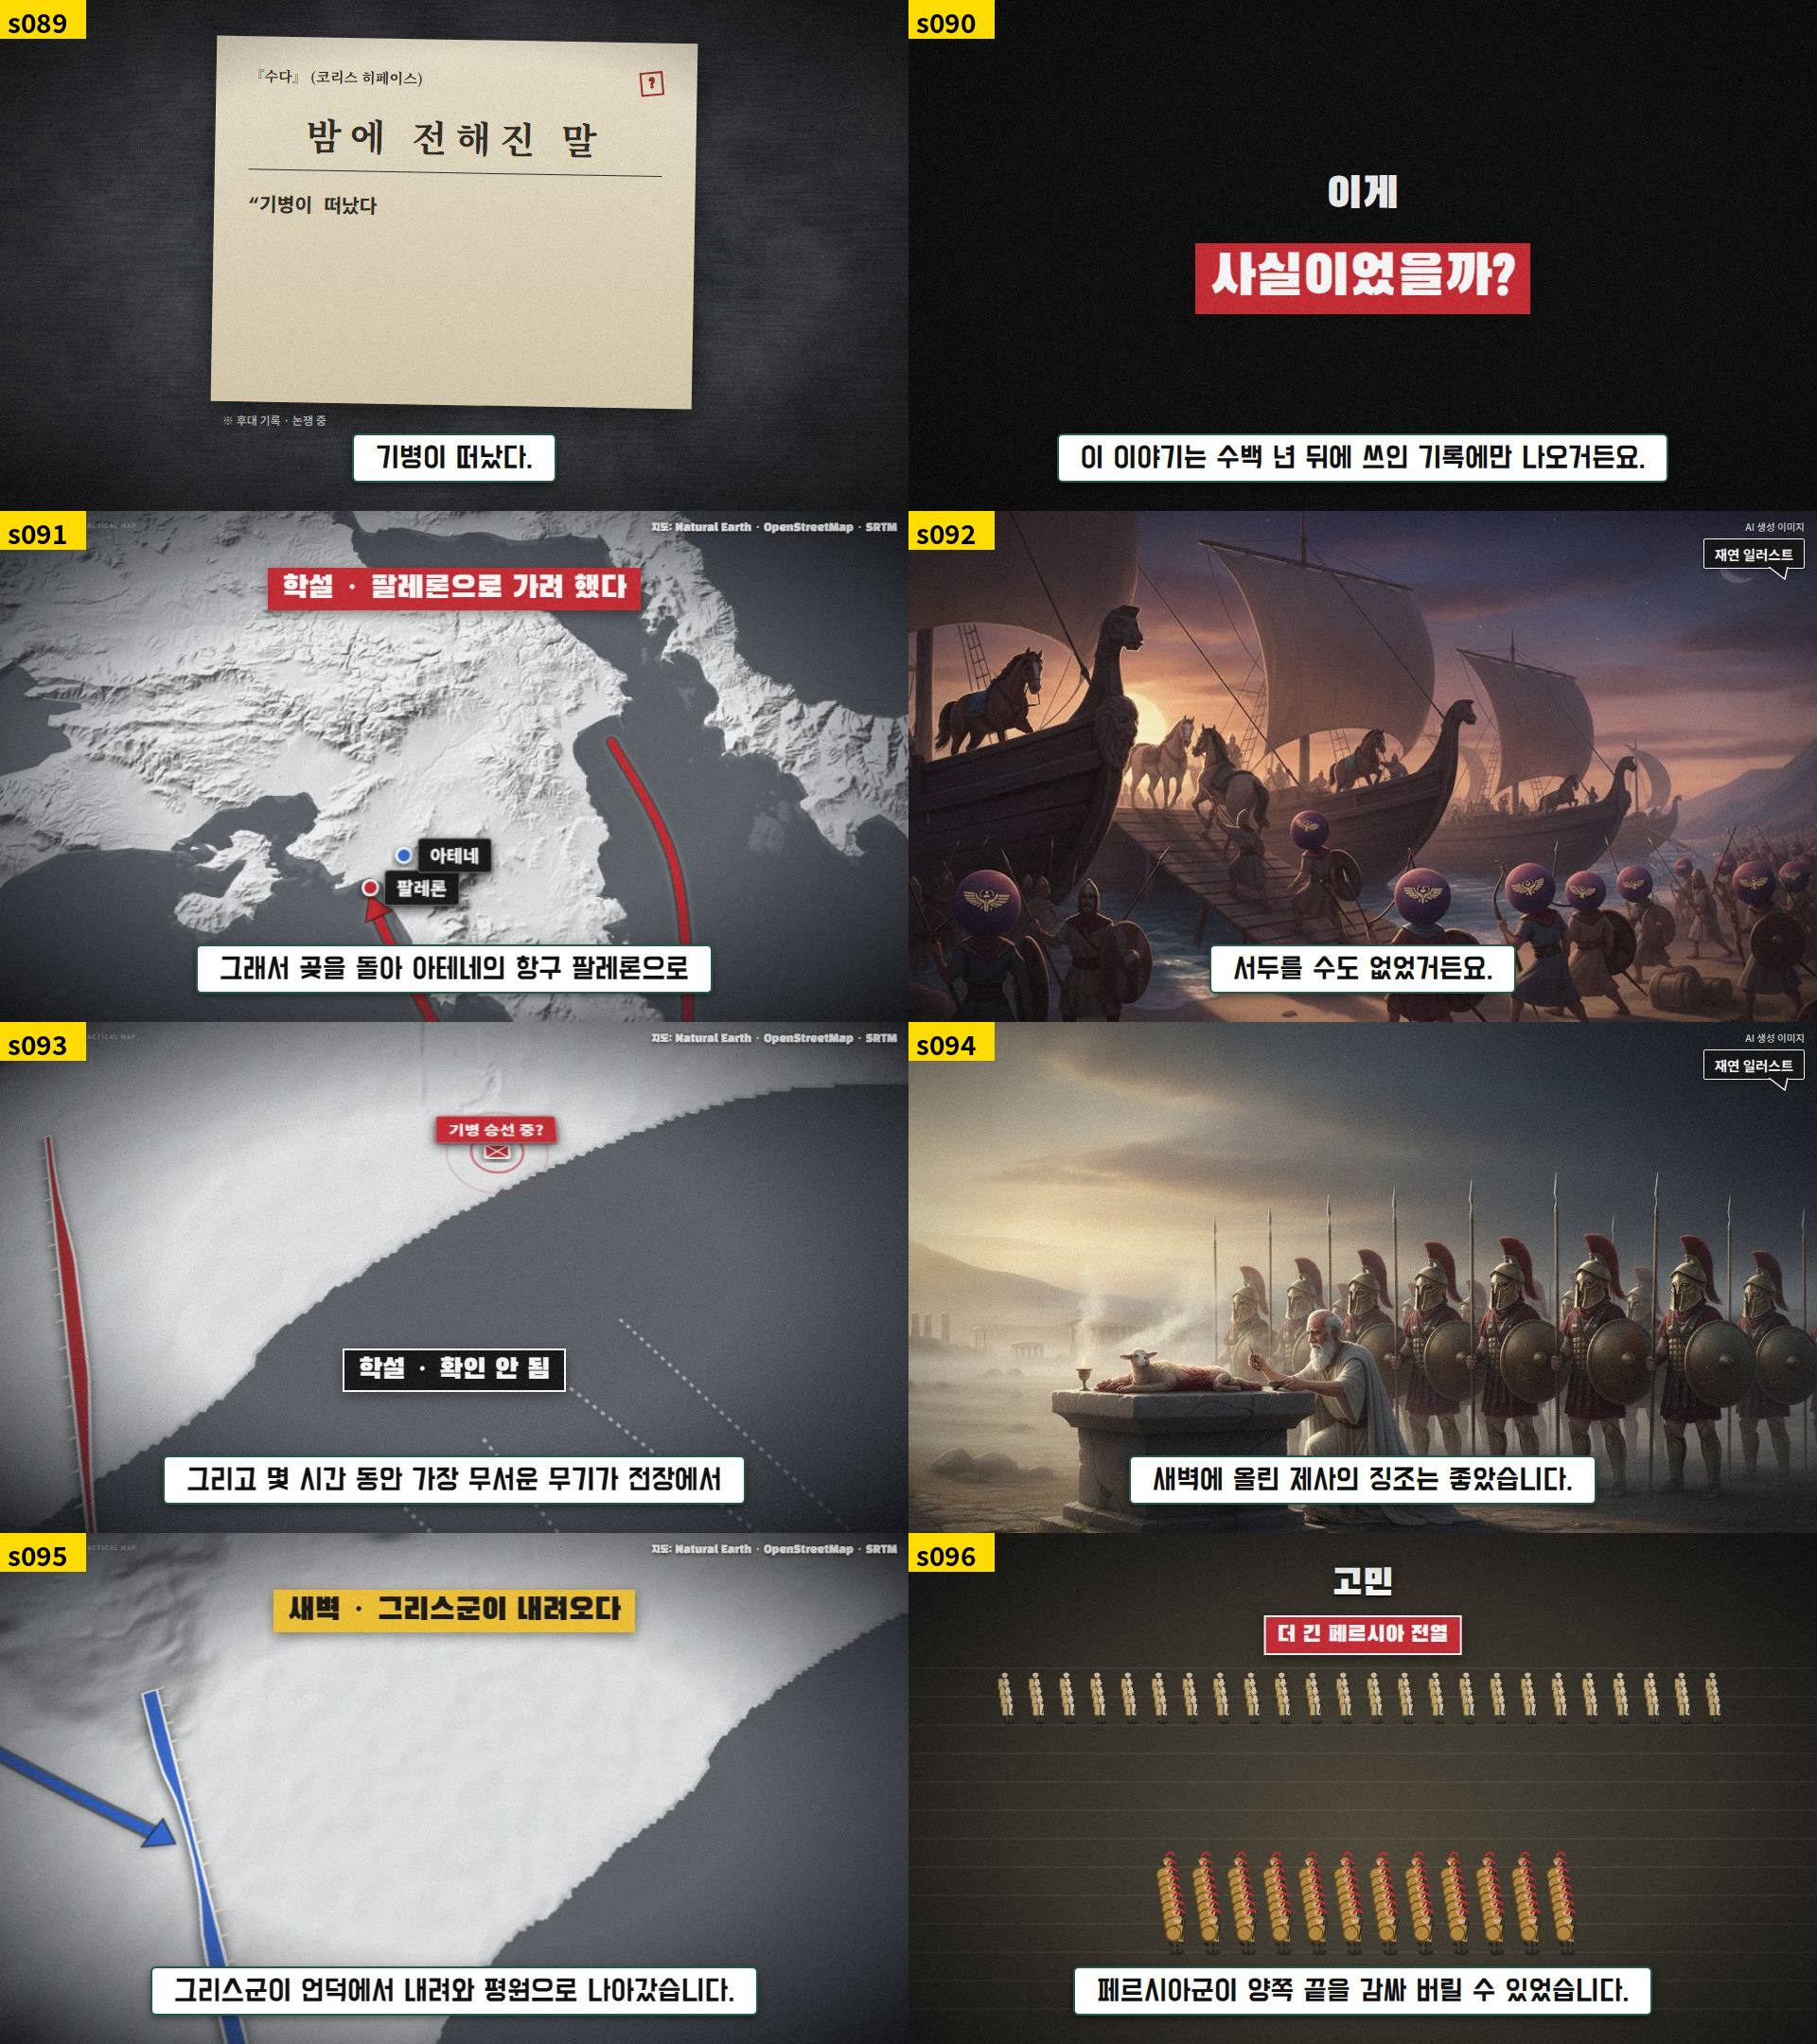 s089
『수다』 (코리스 히페이스)
?
밤에 전해진 말
“기병이 떠났다
※ 후대 기록 · 논쟁 중
기병이 떠났다.
s090
이게
사실이었을까?
이 이야기는 수백 년 뒤에 쓰인 기록에만 나오거든요.
s091
ACTICAL MAP
지도: Natural Earth · OpenStreetMap · SRTM
학설 · 팔레론으로 가려 했다
아테네
팔레론
그래서 곶을 돌아 아테네의 항구 팔레론으로
s092
AI 생성 이미지
재연 일러스트
서두를 수도 없었거든요.
s093
ACTICAL MAP
지도: Natural Earth · OpenStreetMap · SRTM
기병 승선 중?
학설 · 확인 안 됨
그리고 몇 시간 동안 가장 무서운 무기가 전장에서
s094
AI 생성 이미지
재연 일러스트
새벽에 올린 제사의 징조는 좋았습니다.
s095
ACTICAL MAP
지도: Natural Earth · OpenStreetMap · SRTM
새벽 · 그리스군이 내려오다
그리스군이 언덕에서 내려와 평원으로 나아갔습니다.
s096
고민
더 긴 페르시아 전열
페르시아군이 양쪽 끝을 감싸 버릴 수 있었습니다.